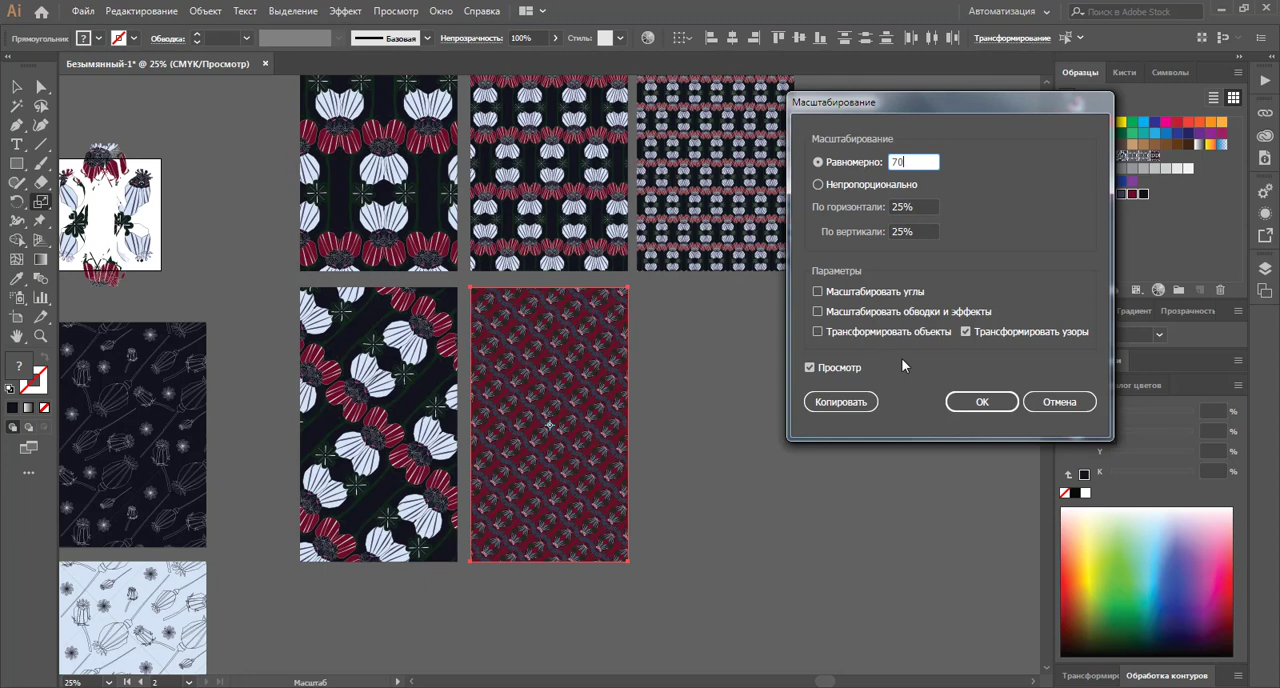 Ai
Файл Редактирование Объект Текст Выделение Эффект Просмотр Окно Справка
Автоматизация
Поиск в Adobe Stock
Прямоугольник
?
Обводка:
Базовая
Непрозрачность:
100%
Стиль:
Трансформирование
Безымянный-1* @ 25% (CMYK/Просмотр)
Образцы Кисти Символы
Масштабирование
Масштабирование
Равномерно: 70
Непропорционально
По горизонтали: 25%
По вертикали: 25%
Параметры
Масштабировать углы
Масштабировать обводки и эффекты
Трансформировать объекты Трансформировать узоры
Просмотр
Копировать ОК Отмена
Градиент Прозрачность
лог цветов
%
%
Y %
K %
?
25% 2 Масштаб
Трансформир Обработка контуров